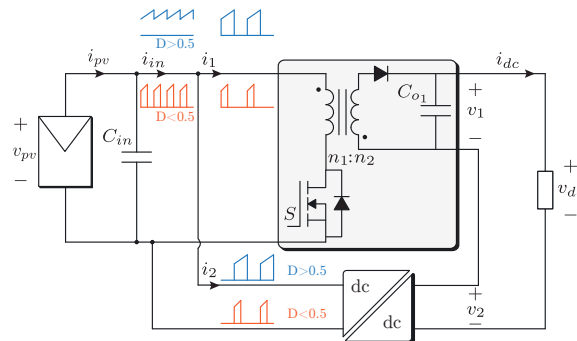 D>0.5
i_pv
i_in
i_1
i_dc
D<0.5
C_in
+
v_pv
−
C_o1
+
v_1
−
n_1:n_2
S
+
v_d
−
i_2
D>0.5
D<0.5
dc
dc
+
v_2
−